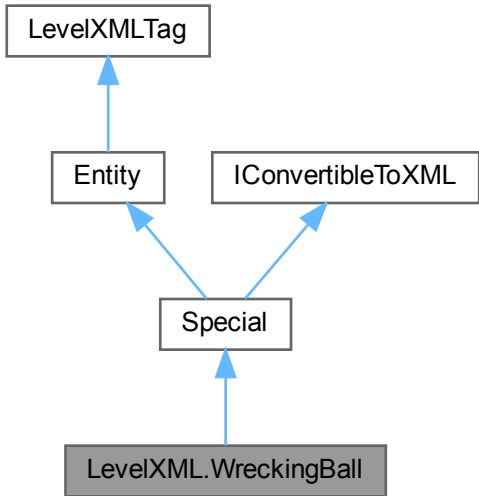 LevelXMLTag
Entity
IConvertibleToXML
Special
LevelXML.WreckingBall